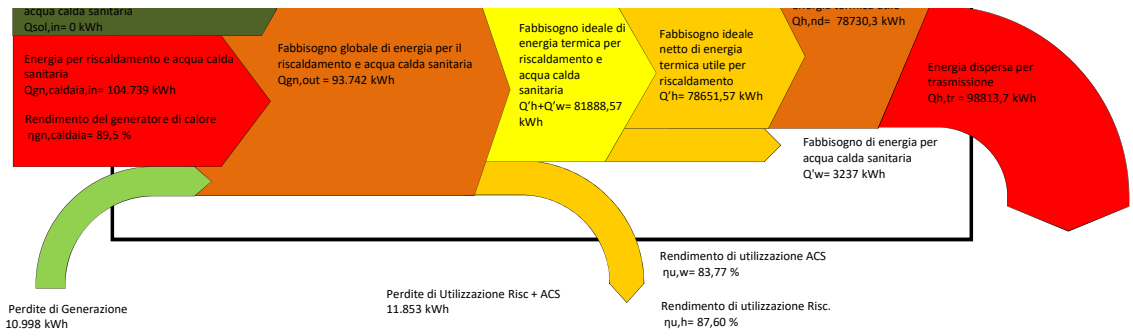 acqua calda sanitaria
Qsol,in= 0 kWh
Energia per riscaldamento e acqua calda
sanitaria
Qgn,caldaia,in= 104.739 kWh
Rendimento del generatore di calore
ηgn,caldaia= 89,5 %
Fabbisogno globale di energia per il
riscaldamento e acqua calda sanitaria
Qgn,out = 93.742 kWh
Fabbisogno ideale di
energia termica per
riscaldamento e
acqua calda
sanitaria
Q'h+Q'w= 81888,57
kWh
Fabbisogno ideale
netto di energia
termica utile per
riscaldamento
Q'h= 78651,57 kWh
Qh,nd= 78730,3 kWh
Energia dispersa per
trasmissione
Qh,tr = 98813,7 kWh
Fabbisogno di energia per
acqua calda sanitaria
Q'w= 3237 kWh
Perdite di Generazione
10.998 kWh
Perdite di Utilizzazione Risc + ACS
11.853 kWh
Rendimento di utilizzazione ACS
ηu,w= 83,77 %
Rendimento di utilizzazione Risc.
ηu,h= 87,60 %